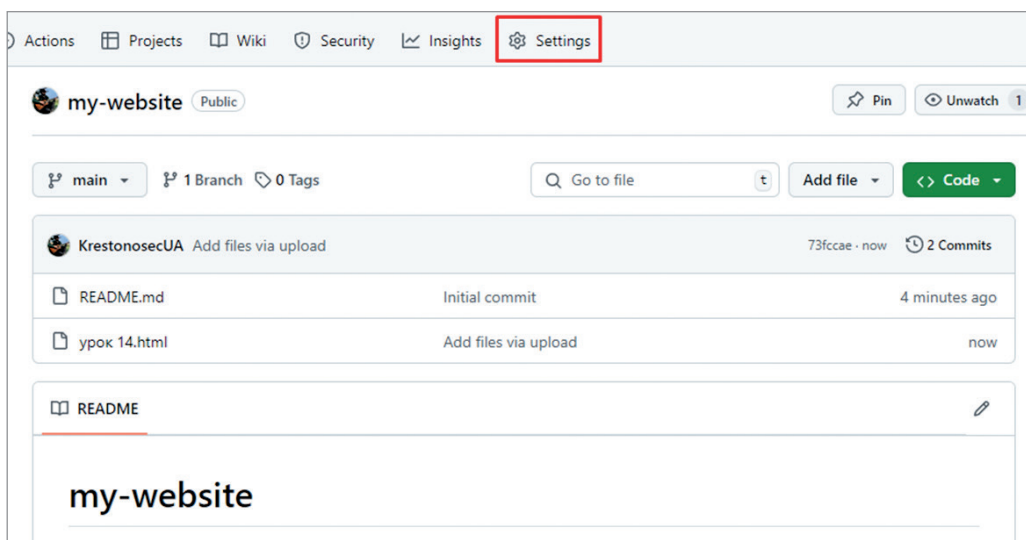 Actions Projects Wiki Security Insights Settings
my-website Public Pin Unwatch 1
main 1 Branch 0 Tags Go to file t Add file <> Code
KrestonosecUA Add files via upload 73fccae · now 2 Commits
README.md Initial commit 4 minutes ago
урок 14.html Add files via upload now
README
my-website